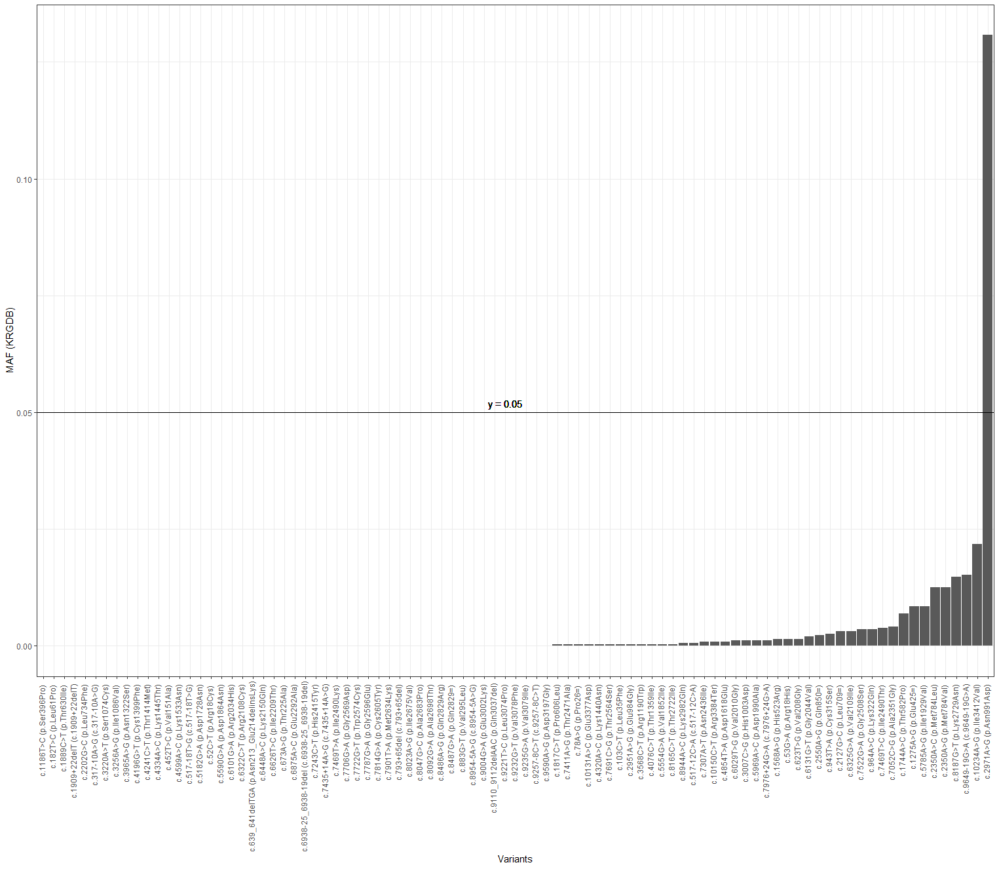 MAF (KRGDB)
0.10
0.05
0.00
y = 0.05
c.1186T>C (p.Ser396Pro)
c.182T>C (p.Leu61Pro)
c.1889C>T (p.Thr630Ile)
c.1909+22delT (c.1909+22delT)
c.2202G>C (p.Leu734Phe)
c.317-10A>G (c.317-10A>G)
c.3220A>T (p.Ser1074Cys)
c.3256A>G (p.Ile1086Val)
c.3965A>G (p.Asn1322Ser)
c.4196G>T (p.Cys1399Phe)
c.4241C>T (p.Thr1414Met)
c.4334A>C (p.Lys1445Thr)
c.452T>C (p.Val151Ala)
c.4599A>C (p.Lys1533Asn)
c.517-18T>G (c.517-18T>G)
c.5182G>A (p.Asp1728Asn)
c.52C>T (p.Arg18Cys)
c.5590G>A (p.Asp1864Asn)
c.6101G>A (p.Arg2034His)
c.6322C>T (p.Arg2108Cys)
c.639_641delTGA (p.Asn213_Glu214delinsLys)
c.6448A>C (p.Lys2150Gln)
c.6626T>C (p.Ile2209Thr)
c.673A>G (p.Thr225Ala)
c.6875A>C (p.Glu2292Ala)
c.6938-25_6938-19del (c.6938-25_6938-19del)
c.7243C>T (p.His2415Tyr)
c.7435+14A>G (c.7435+14A>G)
c.7469T>A (p.Ile2490Lys)
c.7706G>A (p.Gly2569Asp)
c.7722G>T (p.Trp2574Cys)
c.7787G>A (p.Gly2596Glu)
c.7814G>A (p.Cys2605Tyr)
c.7901T>A (p.Met2634Lys)
c.793+65del (c.793+65del)
c.8023A>G (p.Ile2675Val)
c.8047G>C (p.Ala2683Pro)
c.8092G>A (p.Ala2698Thr)
c.8486A>G (p.Gln2829Arg)
c.8487G>A (p.Gln2829=)
c.883G>T (p.Val295Leu)
c.8954-5A>G (c.8954-5A>G)
c.9004G>A (p.Glu3002Lys)
c.9110_9112delAAC (p.Gln3037del)
c.9221T>C (p.Leu3074Pro)
c.9232G>T (p.Val3078Phe)
c.9235G>A (p.Val3079Ile)
c.9257-8C>T (c.9257-8C>T)
c.9590A>G (p.Asp3197Gly)
c.1817C>T (p.Pro606Leu)
c.7411A>G (p.Thr2471Ala)
c.78A>G (p.Pro26=)
c.10131A>C (p.Glu3377Asp)
c.4320A>C (p.Lys1440Asn)
c.7691C>G (p.Thr2564Ser)
c.103C>T (p.Leu35Phe)
c.2951A>G (p.Glu984Gly)
c.3568C>T (p.Arg1190Trp)
c.4076C>T (p.Thr1359Ile)
c.5554G>A (p.Val1852Ile)
c.8165C>T (p.Thr2722Ile)
c.8944A>C (p.Lys2982Gln)
c.517-12C>A (c.517-12C>A)
c.7307A>T (p.Asn2436Ile)
c.10150C>T (p.Arg3384Ter)
c.4854T>A (p.Asp1618Glu)
c.6029T>G (p.Val2010Gly)
c.3007C>G (p.His1003Asp)
c.5969A>C (p.Asp1990Ala)
c.7976+24G>A (c.7976+24G>A)
c.1568A>G (p.His523Arg)
c.53G>A (p.Arg18His)
c.623T>G (p.Val208Gly)
c.6131G>T (p.Gly2044Val)
c.2550A>G (p.Gln850=)
c.943T>A (p.Cys315Ser)
c.2127G>C (p.Leu709=)
c.6325G>A (p.Val2109Ile)
c.7522G>A (p.Gly2508Ser)
c.964A>C (p.Lys322Gln)
c.7469T>C (p.Ile2490Thr)
c.7052C>G (p.Ala2351Gly)
c.1744A>C (p.Thr582Pro)
c.1275A>G (p.Glu425=)
c.5785A>G (p.Ile1929Val)
c.2350A>C (p.Met784Leu)
c.2350A>G (p.Met784Val)
c.8187G>T (p.Lys2729Asn)
c.9649-19G>A (c.9649-19G>A)
c.10234A>G (p.Ile3412Val)
c.2971A>G (p.Asn991Asp)
Variants